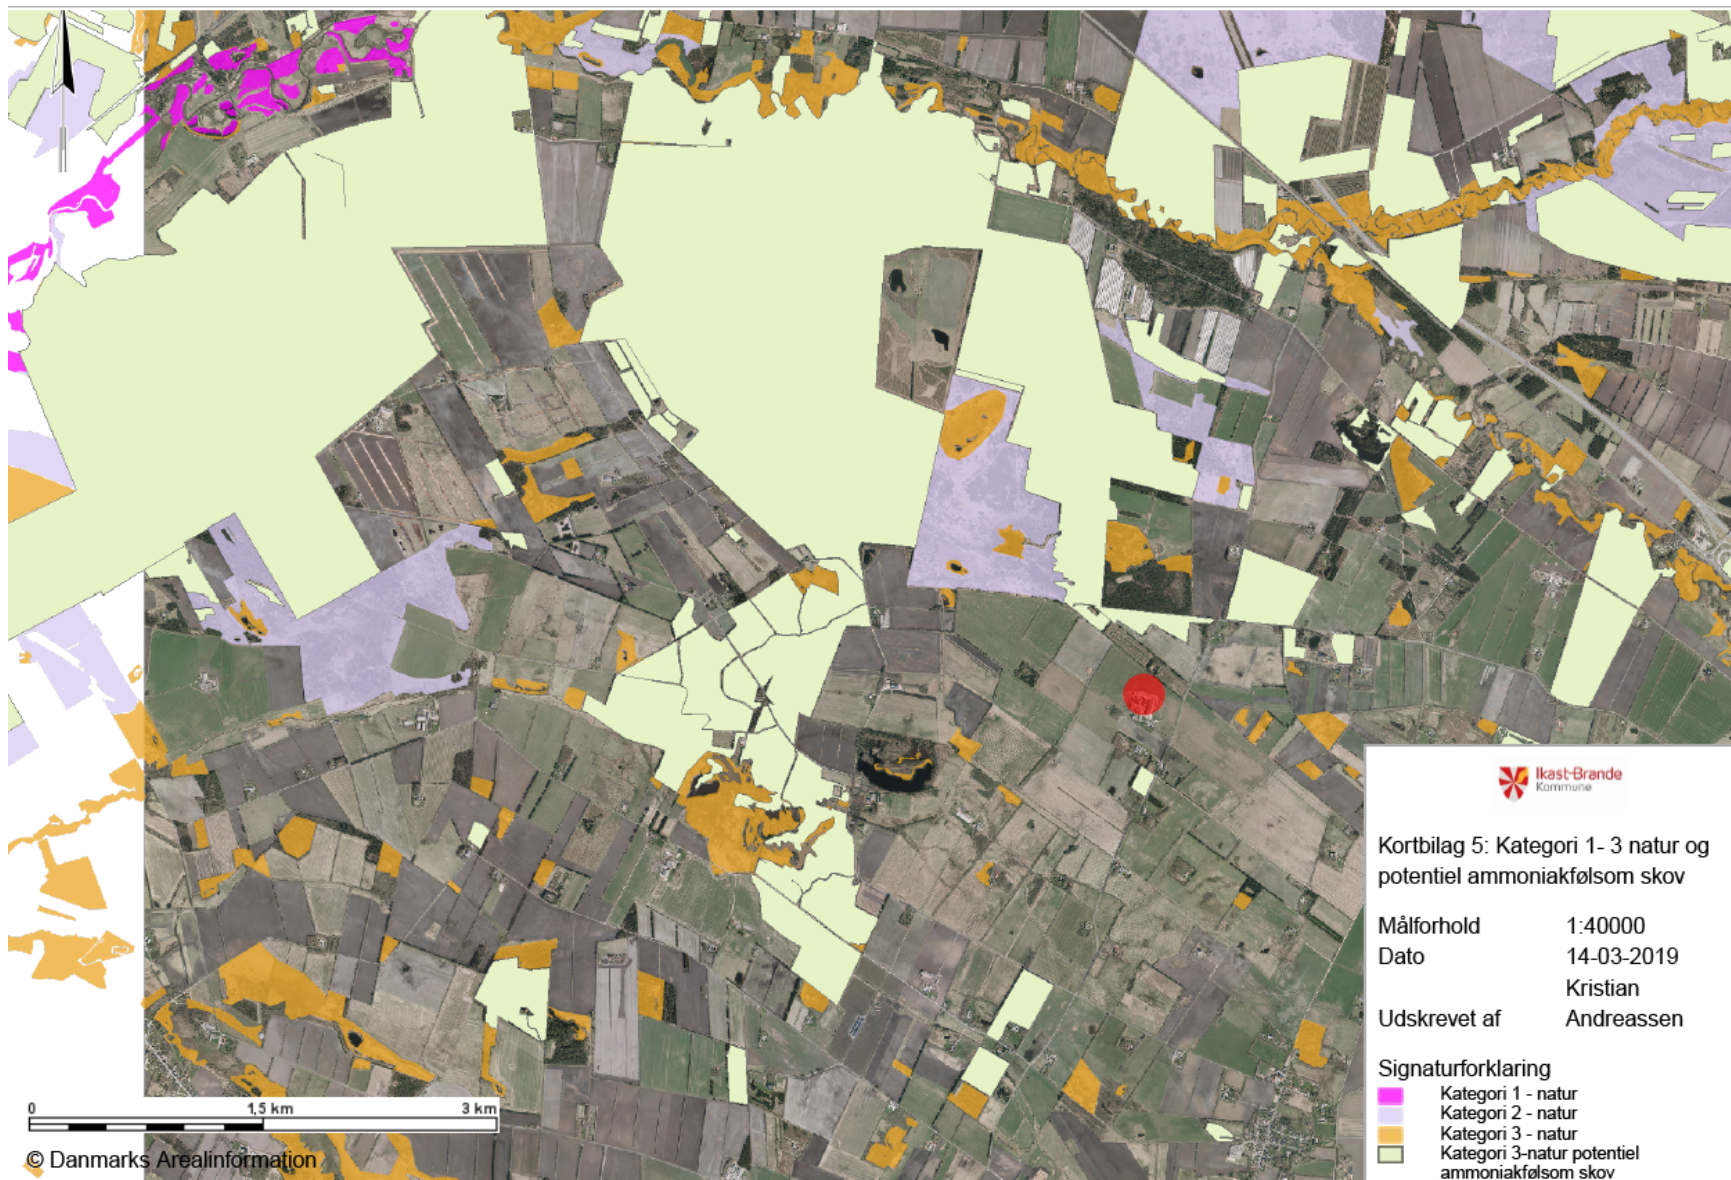 Ikast-Brande
Kommune
Kortbilag 5: Kategori 1- 3 natur og
potentiel ammoniakfølsom skov
Målforhold 1:40000
Dato 14-03-2019
Kristian
Udskrevet af Andreassen
Signaturforklaring
Kategori 1 - natur
Kategori 2 - natur
Kategori 3 - natur
Kategori 3-natur potentiel
ammoniakfølsom skov
0 1,5 km 3 km
© Danmarks Arealinformation